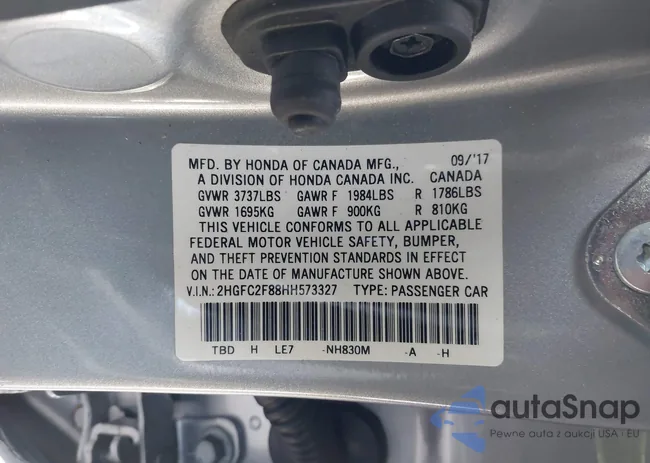 MFD. BY HONDA OF CANADA MFG., 09/'17
A DIVISION OF HONDA CANADA INC. CANADA
GVWR 3737LBS GAWR F 1984LBS R 1786LBS
GVWR 1695KG GAWR F 900KG R 810KG
THIS VEHICLE CONFORMS TO ALL APPLICABLE
FEDERAL MOTOR VEHICLE SAFETY, BUMPER,
AND THEFT PREVENTION STANDARDS IN EFFECT
ON THE DATE OF MANUFACTURE SHOWN ABOVE.
V.I.N.: 2HGFC2F88HH573327 TYPE: PASSENGER CAR
TBD H LE7 -NH830M -A -H
autaSnap
Pewne auta z aukcji USA i EU